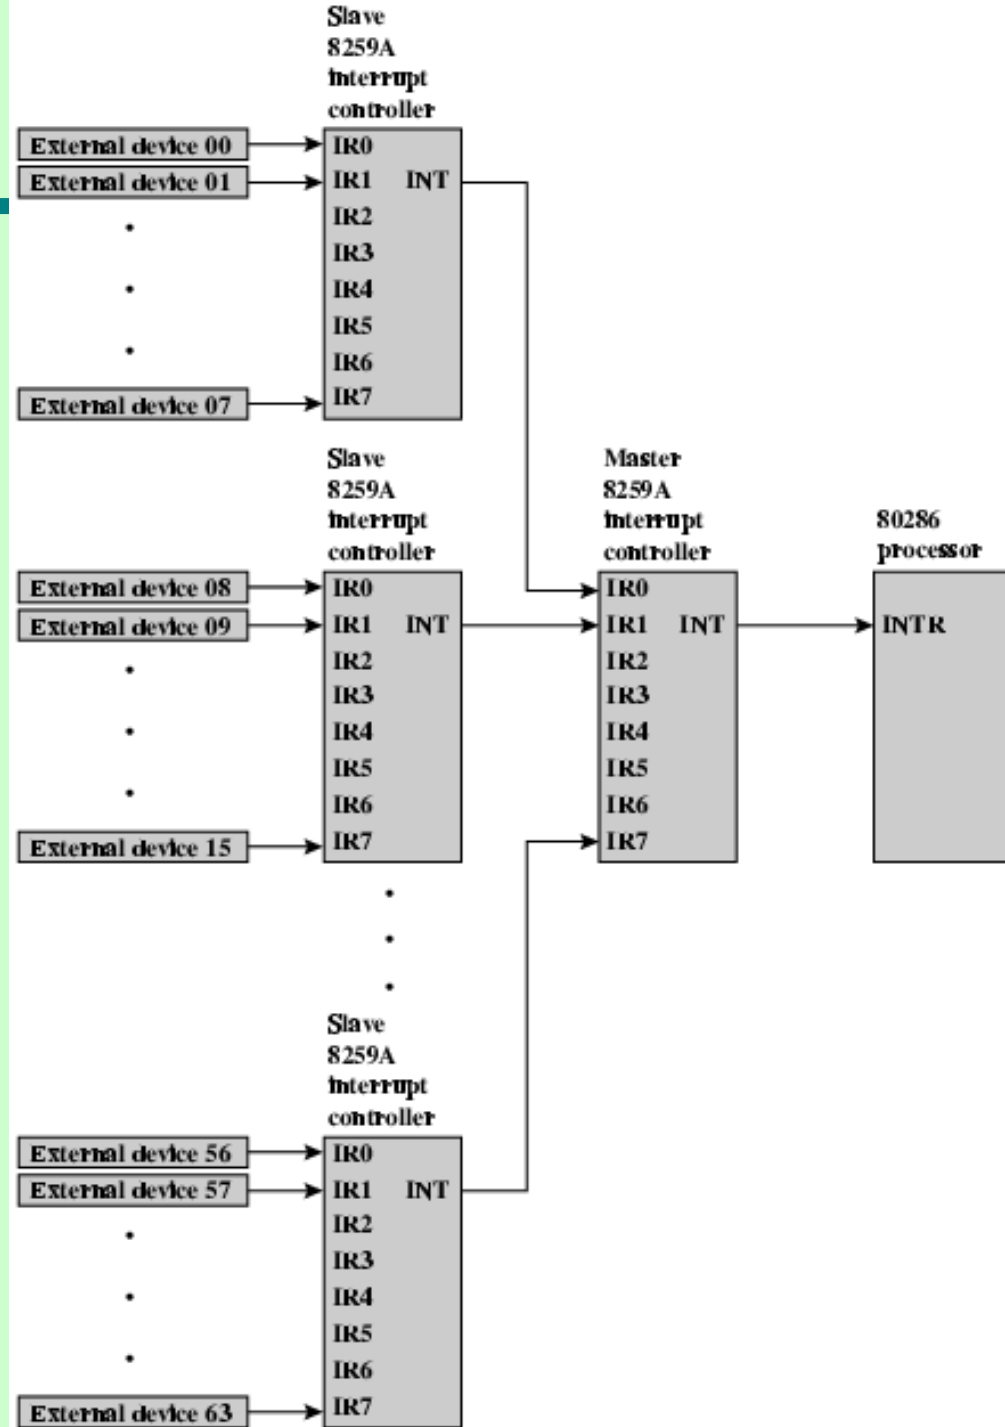 Slave
8259A
interrupt
controller
External device 00
IR0
External device 01
IR1 INT
IR2
IR3
IR4
IR5
IR6
External device 07
IR7
Slave
8259A
interrupt
controller
Master
8259A
interrupt
controller
80286
processor
External device 08
IR0
IR0
External device 09
IR1 INT
IR1 INT
INTR
IR2
IR2
IR3
IR3
IR4
IR4
IR5
IR5
IR6
IR6
External device 15
IR7
IR7
Slave
8259A
interrupt
controller
External device 56
IR0
External device 57
IR1 INT
IR2
IR3
IR4
IR5
IR6
External device 63
IR7